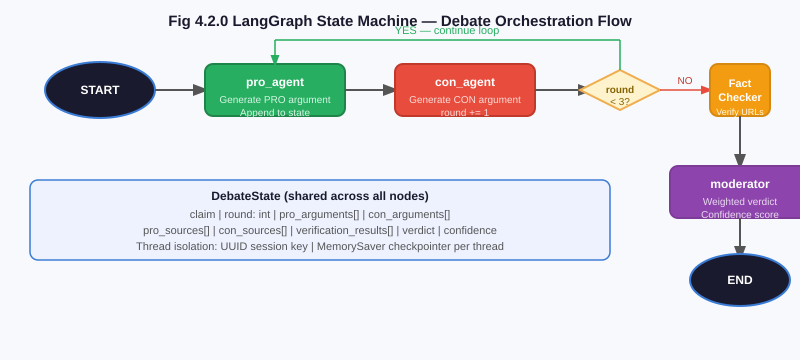 Fig 4.2.0 LangGraph State Machine — Debate Orchestration Flow
YES — continue loop
START
pro_agent
Generate PRO argument
Append to state
con_agent
Generate CON argument
round += 1
round
< 3?
NO
Fact
Checker
Verify URLs
moderator
Weighted verdict
Confidence score
END
DebateState (shared across all nodes)
claim | round: int | pro_arguments[] | con_arguments[]
pro_sources[] | con_sources[] | verification_results[] | verdict | confidence
Thread isolation: UUID session key | MemorySaver checkpointer per thread